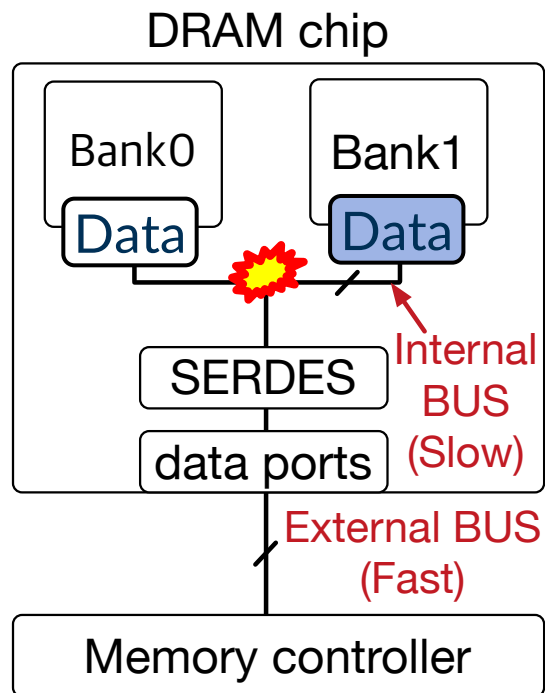 DRAM chip
Bank0
Bank1
Data
Data
Internal
BUS
(Slow)
SERDES
data ports
External BUS
(Fast)
Memory controller